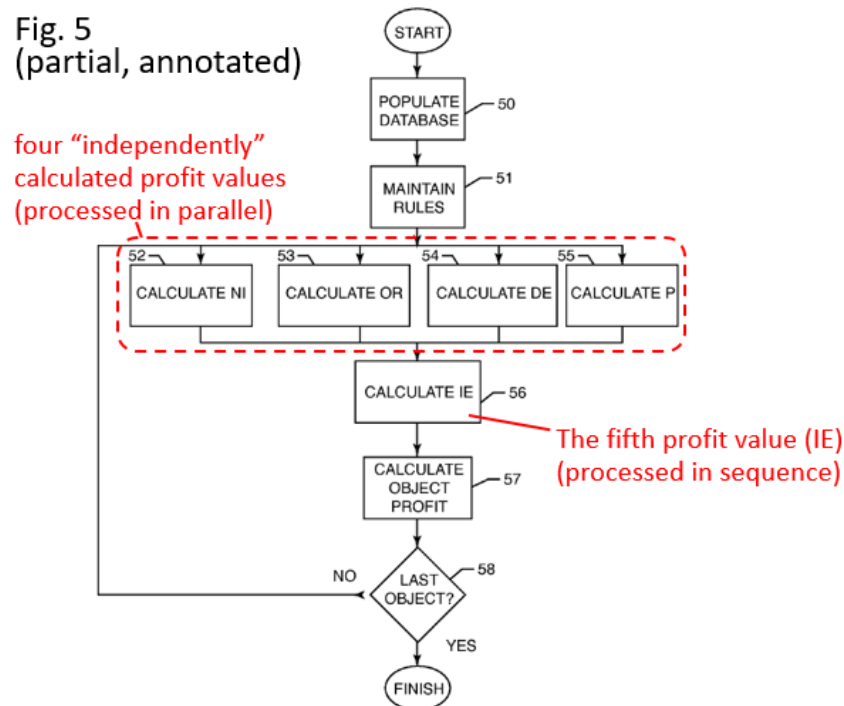 Fig. 5
(partial, annotated)
START
POPULATE
DATABASE
50
four “independently”
calculated profit values
(processed in parallel)
MAINTAIN
RULES
51
52
53
54
55
CALCULATE NI
CALCULATE OR
CALCULATE DE
CALCULATE P
CALCULATE IE
56
The fifth profit value (IE)
(processed in sequence)
CALCULATE
OBJECT
PROFIT
57
NO
LAST
OBJECT?
58
YES
FINISH